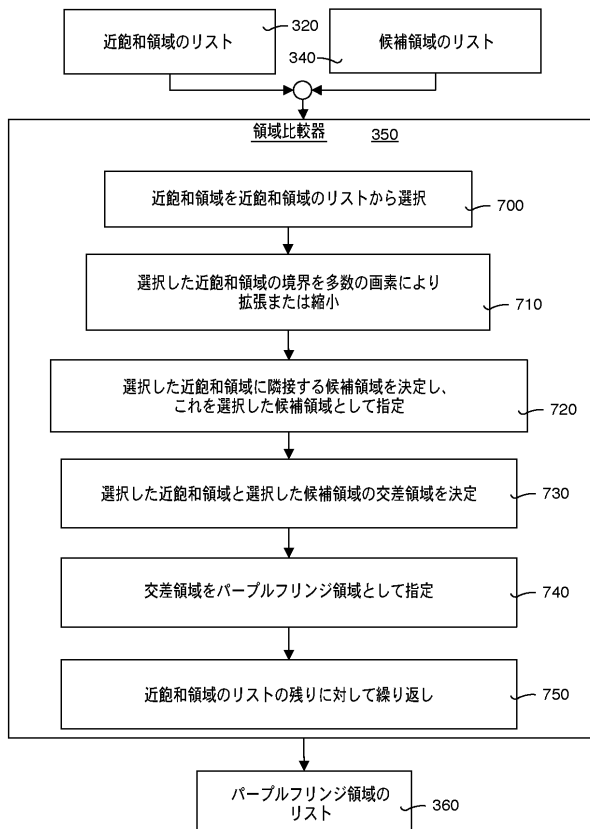 近飽和領域のリスト
320
340
候補領域のリスト
領域比較器 350
近飽和領域を近飽和領域のリストから選択
700
選択した近飽和領域の境界を多数の画素により
拡張または縮小
710
選択した近飽和領域に隣接する候補領域を決定し、
これを選択した候補領域として指定
720
選択した近飽和領域と選択した候補領域の交差領域を決定
730
交差領域をパープルフリンジ領域として指定
740
近飽和領域のリストの残りに対して繰り返し
750
パープルフリンジ領域の
リスト
360